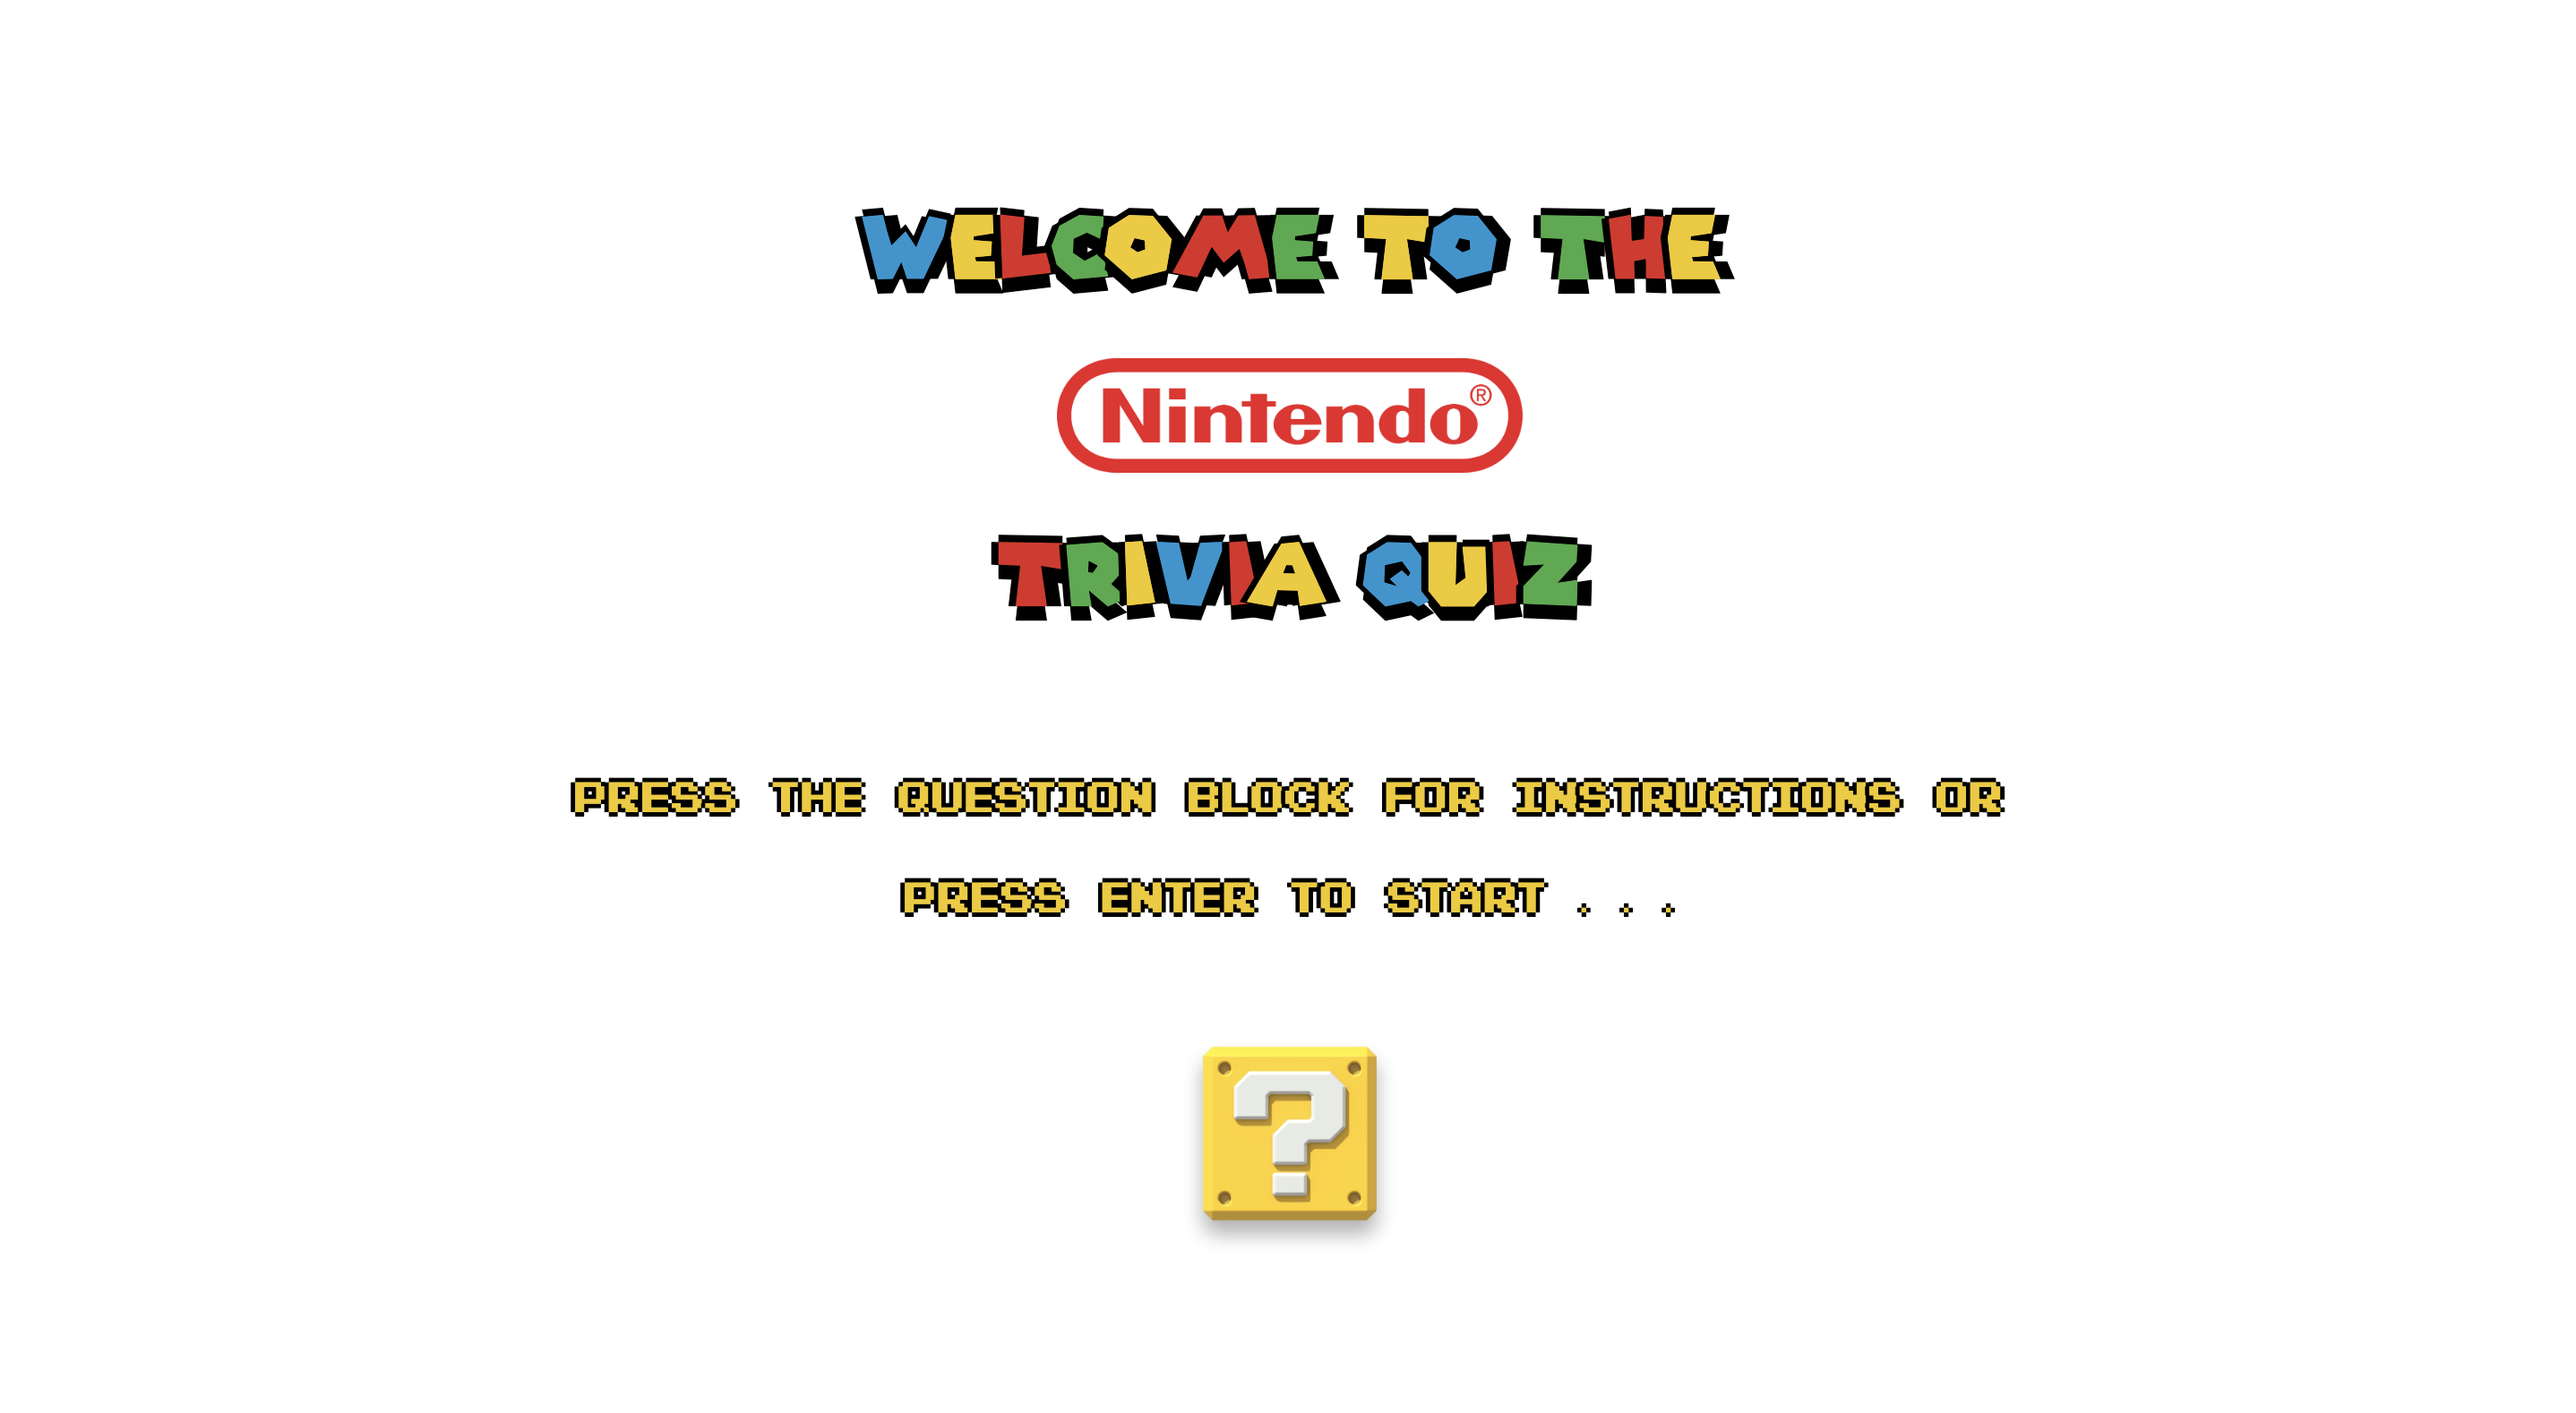 WELCOME TO THE
Nintendo®
TRIVIA QUIZ
PRESS THE QUESTION BLOCK FOR INSTRUCTIONS OR
PRESS ENTER TO START . . .
?